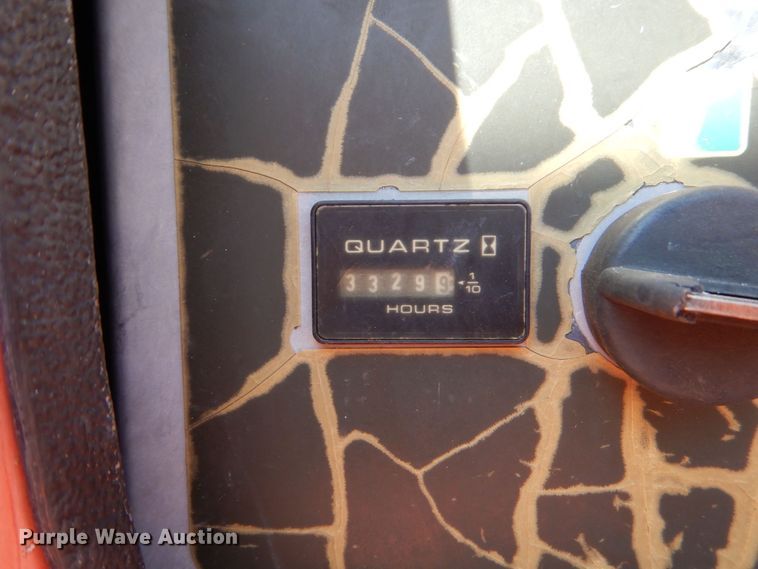 QUARTZ
33299 1/10
HOURS
Purple Wave Auction